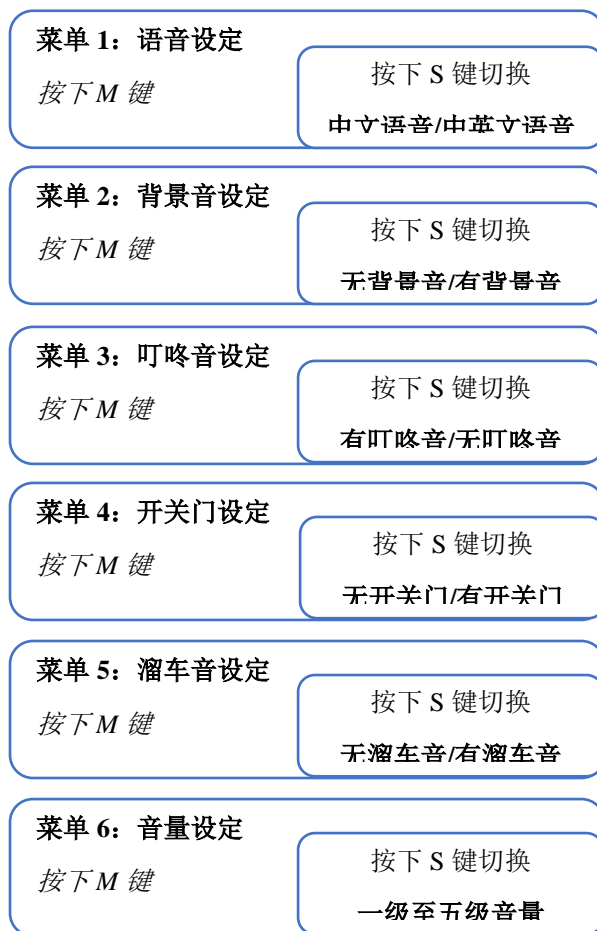 菜单 1：语音设定
按下 M 键
按下 S 键切换
中文语音/中英文语音
菜单 2：背景音设定
按下 M 键
按下 S 键切换
无背景音/有背景音
菜单 3：叮咚音设定
按下 M 键
按下 S 键切换
有叮咚音/无叮咚音
菜单 4：开关门设定
按下 M 键
按下 S 键切换
无开关门/有开关门
菜单 5：溜车音设定
按下 M 键
按下 S 键切换
无溜车音/有溜车音
菜单 6：音量设定
按下 M 键
按下 S 键切换
一级至五级音量